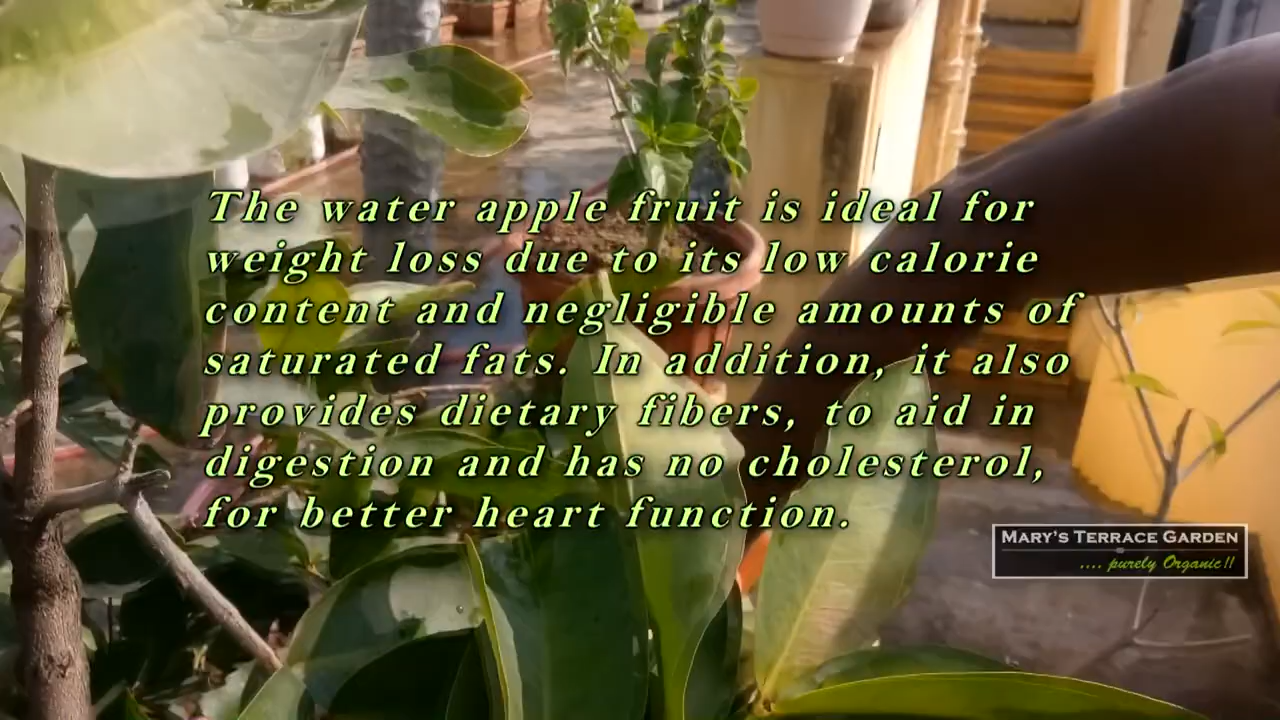 The water apple fruit is ideal for
weight loss due to its low calorie
content and negligible amounts of
saturated fats. In addition, it also
provides dietary fibers, to aid in
digestion and has no cholesterol,
for better heart function.
MARY'S TERRACE GARDEN
.... purely Organic!!